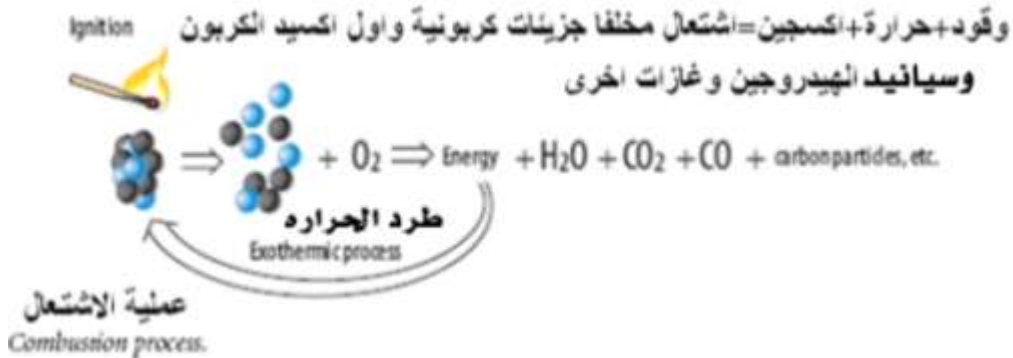 Ignition
وقود+حرارة+اكسجين=اشتعال مخلفا جزيئات كربونية واول اكسيد الكربون
وسيانيد الهيدروجين وغازات اخرى
⇒ + O₂ ⇒ Energy + H₂O + CO₂ + CO + carbon partides, etc.
طرد الحراره
Exothermic process
عملية الاشتعال
Combustion process.